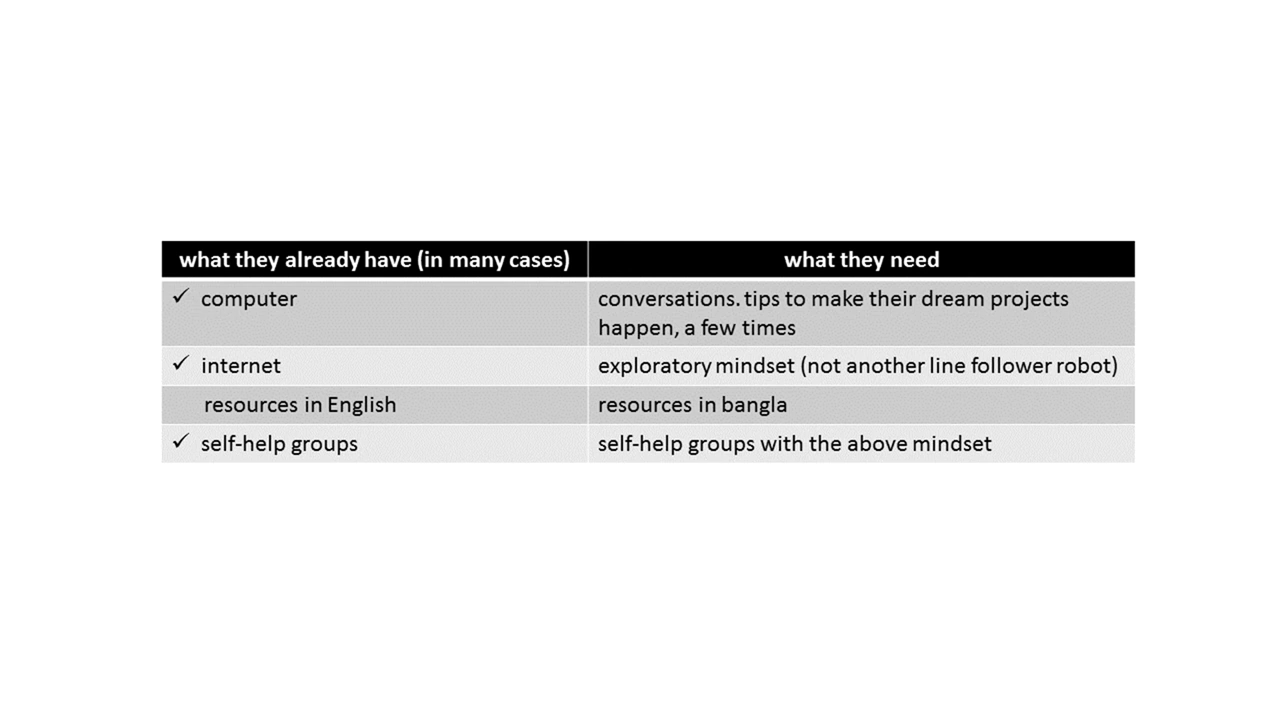 what they already have (in many cases) what they need
✓ computer conversations. tips to make their dream projects
happen, a few times
✓ internet exploratory mindset (not another line follower robot)
resources in English resources in bangla
✓ self-help groups self-help groups with the above mindset